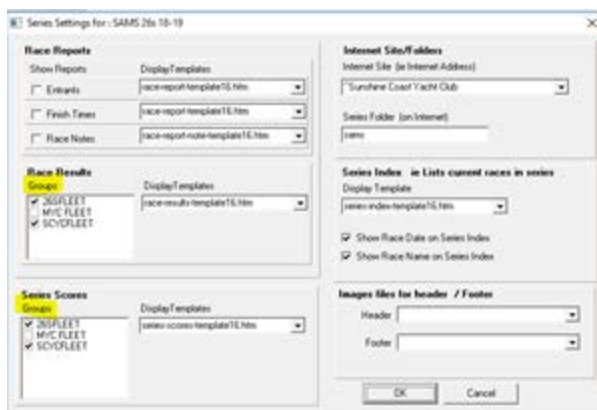 Series Settings for : SAMS 26s 18-19
Race Reports
Show Reports
DisplayTemplates
Entrants
race-report-template16.htm
Finish Times
race-report-template16.htm
Race Notes
race-report-note-template16.htm
Race Results
Groups
DisplayTemplates
26SFLEET
MYC FLEET
SCYCFLEET
race-results-template16.htm
Series Scores
Groups
DisplayTemplates
26SFLEET
MYC FLEET
SCYCFLEET
series-scores-template16.htm
Internet Site/Folders
Internet Site (ie Internet Address)
Sunshine Coast Yacht Club
Series Folder (on Internet)
sams
Series Index ie Lists current races in series
Display Template
series-index-template16.htm
Show Race Date on Series Index
Show Race Name on Series Index
Images files for header / Footer
Header
Footer
OK
Cancel